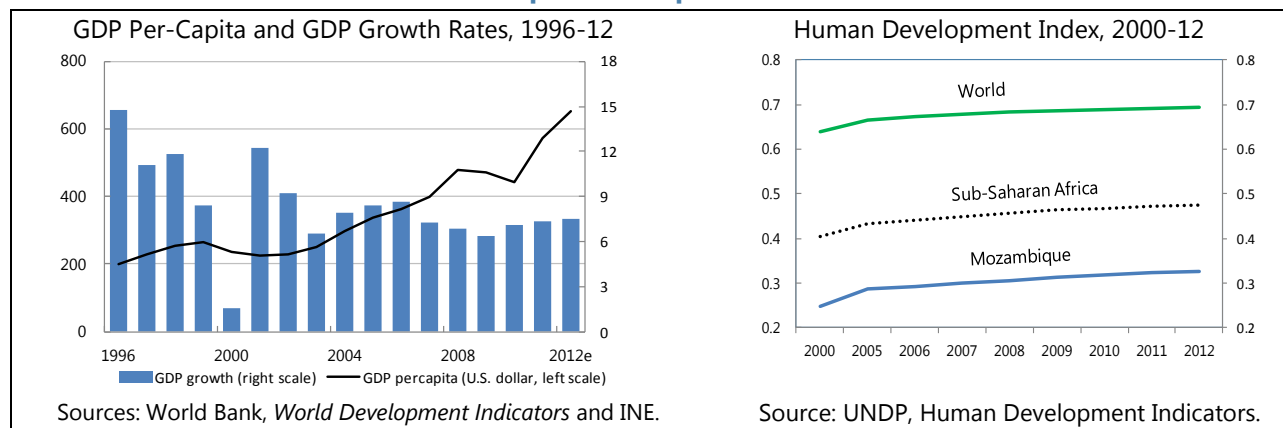 GDP Per-Capita and GDP Growth Rates, 1996-12
800
600
400
200
0
18
15
12
9
6
3
0
1996 2000 2004 2008 2012e
GDP growth (right scale) GDP percapita (U.S. dollar, left scale)
Sources: World Bank, World Development Indicators and INE.
Human Development Index, 2000-12
0.8
0.7
0.6
0.5
0.4
0.3
0.2
World
Sub-Saharan Africa
Mozambique
0.8
0.7
0.6
0.5
0.4
0.3
0.2
2000 2005 2006 2007 2008 2009 2010 2011 2012
Source: UNDP, Human Development Indicators.